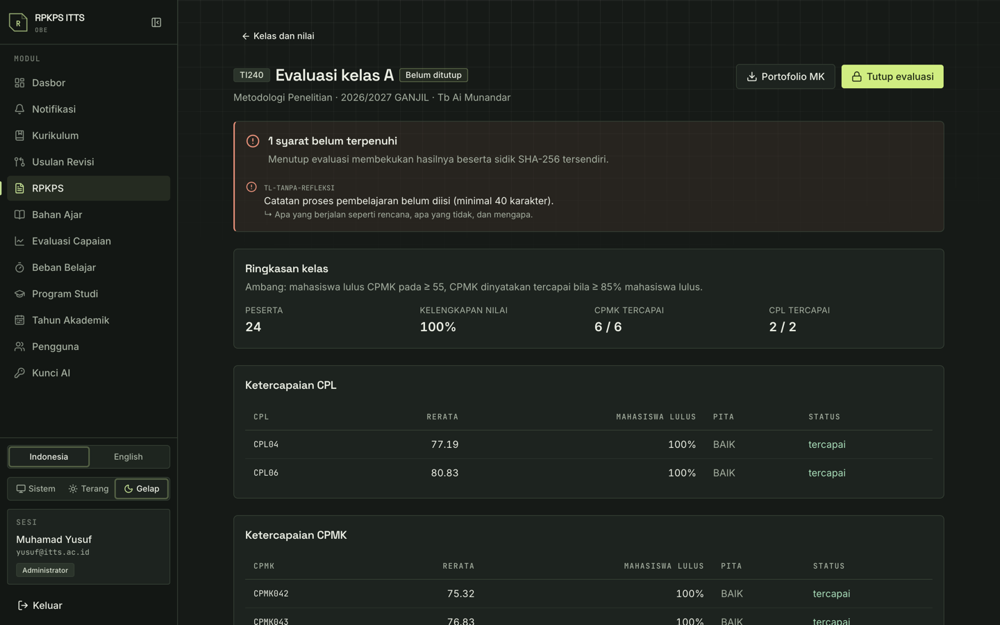 R
RPKPS ITTS
OBE
MODUL
Dasbor
Notifikasi
Kurikulum
Usulan Revisi
RPKPS
Bahan Ajar
Evaluasi Capaian
Beban Belajar
Program Studi
Tahun Akademik
Pengguna
Kunci AI
Indonesia English
Sistem Terang Gelap
SESI
Muhamad Yusuf
yusuf@itts.ac.id
Administrator
Keluar
← Kelas dan nilai
TI240 Evaluasi kelas A Belum ditutup
Metodologi Penelitian · 2026/2027 GANJIL · Tb Ai Munandar
Portofolio MK Tutup evaluasi
1 syarat belum terpenuhi
Menutup evaluasi membekukan hasilnya beserta sidik SHA-256 tersendiri.
TL-TANPA-REFLEKSI
Catatan proses pembelajaran belum diisi (minimal 40 karakter).
↳ Apa yang berjalan seperti rencana, apa yang tidak, dan mengapa.
Ringkasan kelas
Ambang: mahasiswa lulus CPMK pada ≥ 55, CPMK dinyatakan tercapai bila ≥ 85% mahasiswa lulus.
PESERTA KELENGKAPAN NILAI CPMK TERCAPAI CPL TERCAPAI
24 100% 6 / 6 2 / 2
Ketercapaian CPL
CPL RERATA MAHASISWA LULUS PITA STATUS
CPL04 77.19 100% BAIK tercapai
CPL06 80.83 100% BAIK tercapai
Ketercapaian CPMK
CPMK RERATA MAHASISWA LULUS PITA STATUS
CPMK042 75.32 100% BAIK tercapai
CPMK043 76.83 100% BAIK tercapai